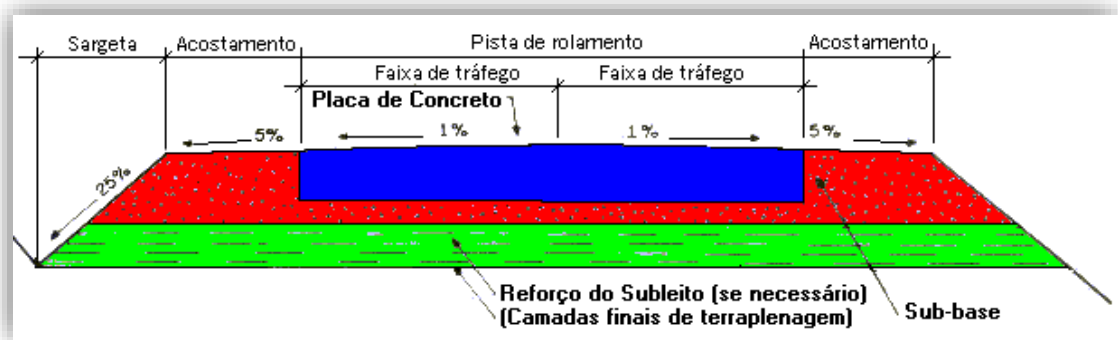 Sargeta Acostamento Pista de rolamento Acostamento
Faixa de tráfego Faixa de tráfego
Placa de Concreto
5% 1% 1% 5%
25%
Reforço do Subleito (se necessário)
(Camadas finais de terraplenagem)
Sub-base